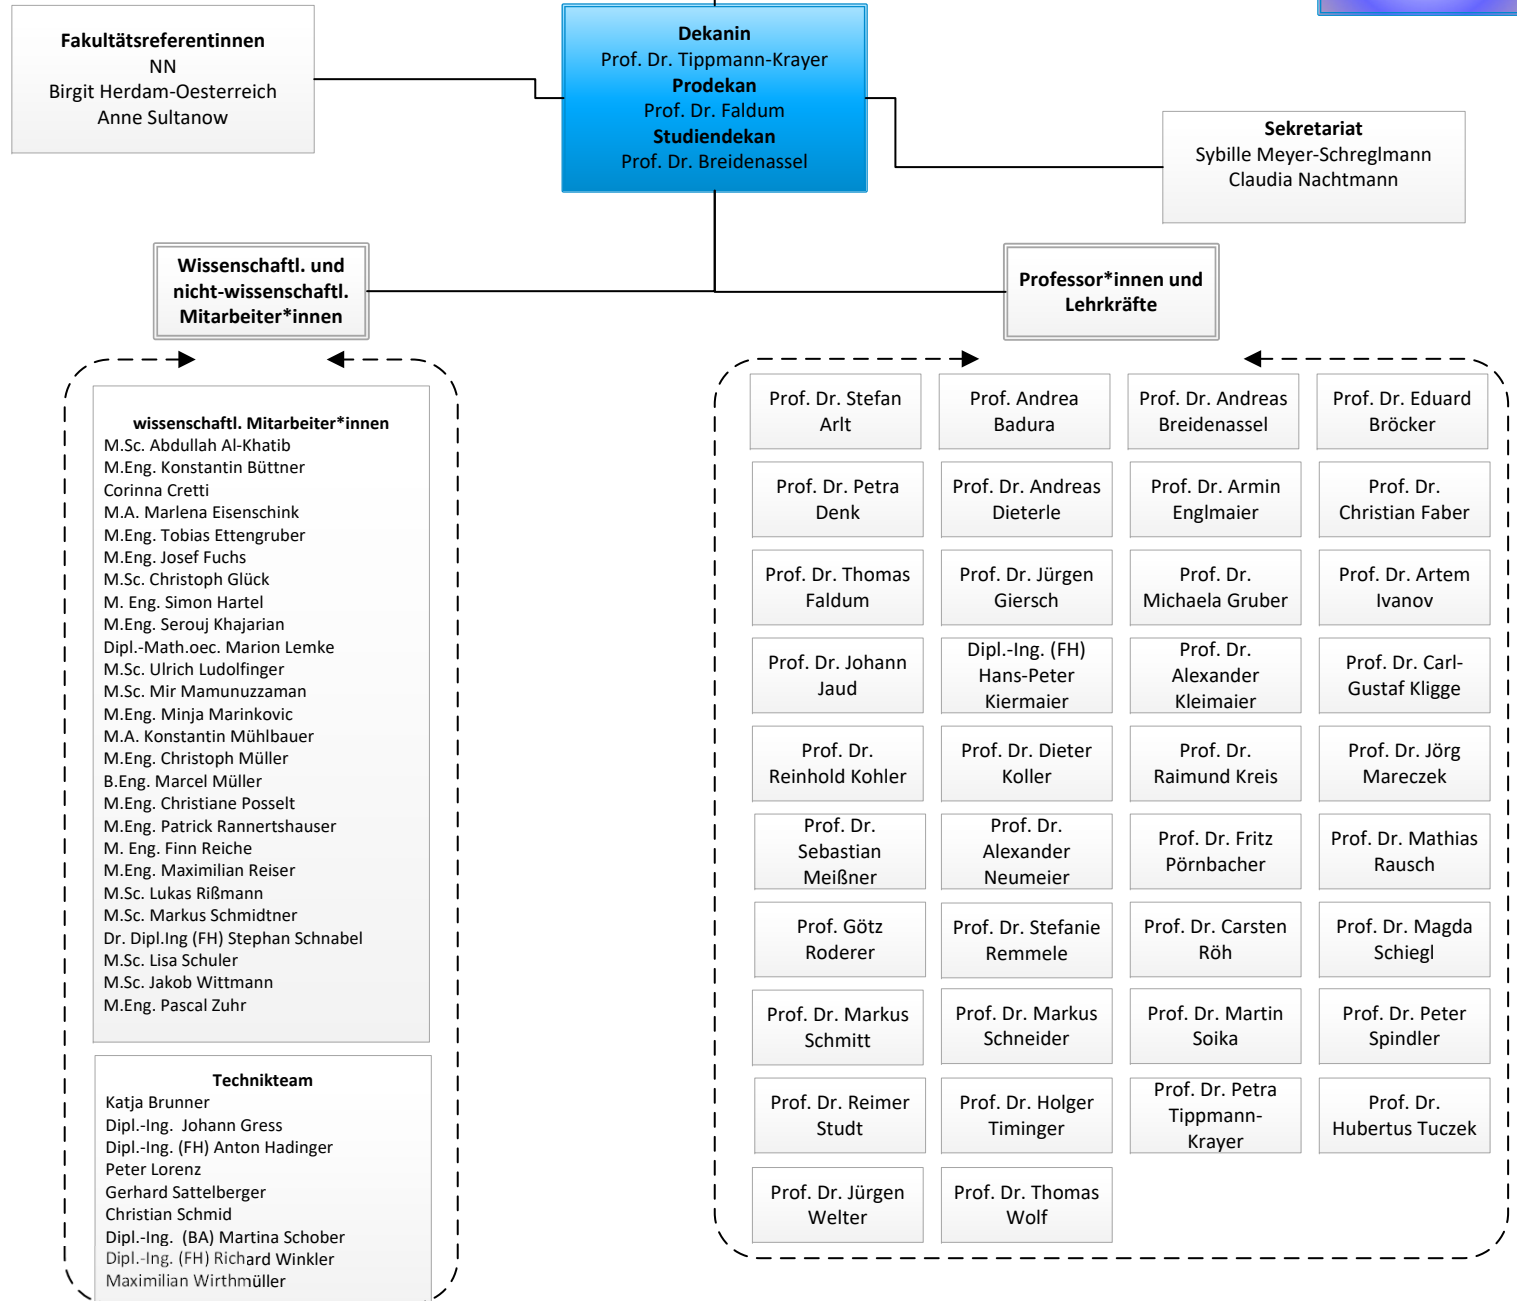 Fakultätsreferentinnen
NN
Birgit Herdam-Oesterreich
Anne Sultanow
Dekanin
Prof. Dr. Tippmann-Krayer
Prodekan
Prof. Dr. Faldum
Studiendekan
Prof. Dr. Breidenassel
Sekretariat
Sybille Meyer-Schreglmann
Claudia Nachtmann
Wissenschaftl. und
nicht-wissenschaftl.
Mitarbeiter*innen
Professor*innen und
Lehrkräfte
wissenschaftl. Mitarbeiter*innen
M.Sc. Abdullah Al-Khatib
M.Eng. Konstantin Büttner
Corinna Cretti
M.A. Marlena Eisenschink
M.Eng. Tobias Ettengruber
M.Eng. Josef Fuchs
M.Sc. Christoph Glück
M. Eng. Simon Hartel
M.Eng. Serouj Khajarian
Dipl.-Math.oec. Marion Lemke
M.Sc. Ulrich Ludolfinger
M.Sc. Mir Mamunuzzaman
M.Eng. Minja Marinkovic
M.A. Konstantin Mühlbauer
M.Eng. Christoph Müller
B.Eng. Marcel Müller
M.Eng. Christiane Posselt
M.Eng. Patrick Rannertshauser
M. Eng. Finn Reiche
M.Eng. Maximilian Reiser
M.Sc. Lukas Rißmann
M.Sc. Markus Schmidtner
Dr. Dipl.Ing (FH) Stephan Schnabel
M.Sc. Lisa Schuler
M.Sc. Jakob Wittmann
M.Eng. Pascal Zuhr
Technikteam
Katja Brunner
Dipl.-Ing. Johann Gress
Dipl.-Ing. (FH) Anton Hadinger
Peter Lorenz
Gerhard Sattelberger
Christian Schmid
Dipl.-Ing. (BA) Martina Schober
Dipl.-Ing. (FH) Richard Winkler
Maximilian Wirthmüller
Prof. Dr. Stefan
Arlt
Prof. Andrea
Badura
Prof. Dr. Andreas
Breidenassel
Prof. Dr. Eduard
Bröcker
Prof. Dr. Petra
Denk
Prof. Dr. Andreas
Dieterle
Prof. Dr. Armin
Englmaier
Prof. Dr.
Christian Faber
Prof. Dr. Thomas
Faldum
Prof. Dr. Jürgen
Giersch
Prof. Dr.
Michaela Gruber
Prof. Dr. Artem
Ivanov
Prof. Dr. Johann
Jaud
Dipl.-Ing. (FH)
Hans-Peter
Kiermaier
Prof. Dr.
Alexander
Kleimaier
Prof. Dr. Carl-
Gustaf Kligge
Prof. Dr.
Reinhold Kohler
Prof. Dr. Dieter
Koller
Prof. Dr.
Raimund Kreis
Prof. Dr. Jörg
Mareczek
Prof. Dr.
Sebastian
Meißner
Prof. Dr.
Alexander
Neumeier
Prof. Dr. Fritz
Pörnbacher
Prof. Dr. Mathias
Rausch
Prof. Götz
Roderer
Prof. Dr. Stefanie
Remmele
Prof. Dr. Carsten
Röh
Prof. Dr. Magda
Schiegl
Prof. Dr. Markus
Schmitt
Prof. Dr. Markus
Schneider
Prof. Dr. Martin
Soika
Prof. Dr. Peter
Spindler
Prof. Dr. Reimer
Studt
Prof. Dr. Holger
Timinger
Prof. Dr. Petra
Tippmann-
Krayer
Prof. Dr.
Hubertus Tuczek
Prof. Dr. Jürgen
Welter
Prof. Dr. Thomas
Wolf